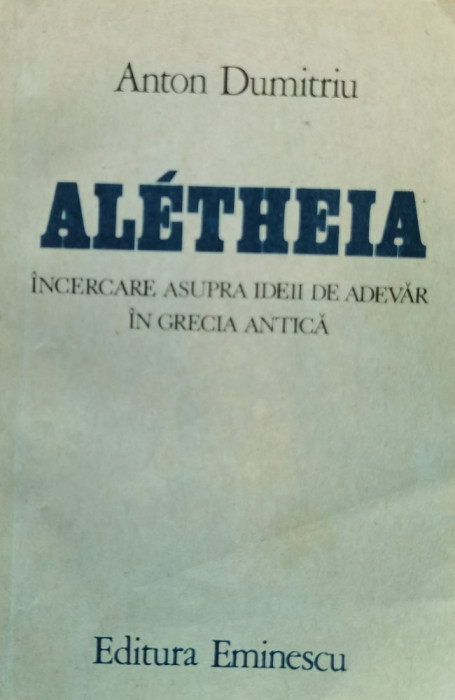 Anton Dumitriu
ALÉTHEIA
ÎNCERCARE ASUPRA IDEII DE ADEVĂR
ÎN GRECIA ANTICĂ
Editura Eminescu